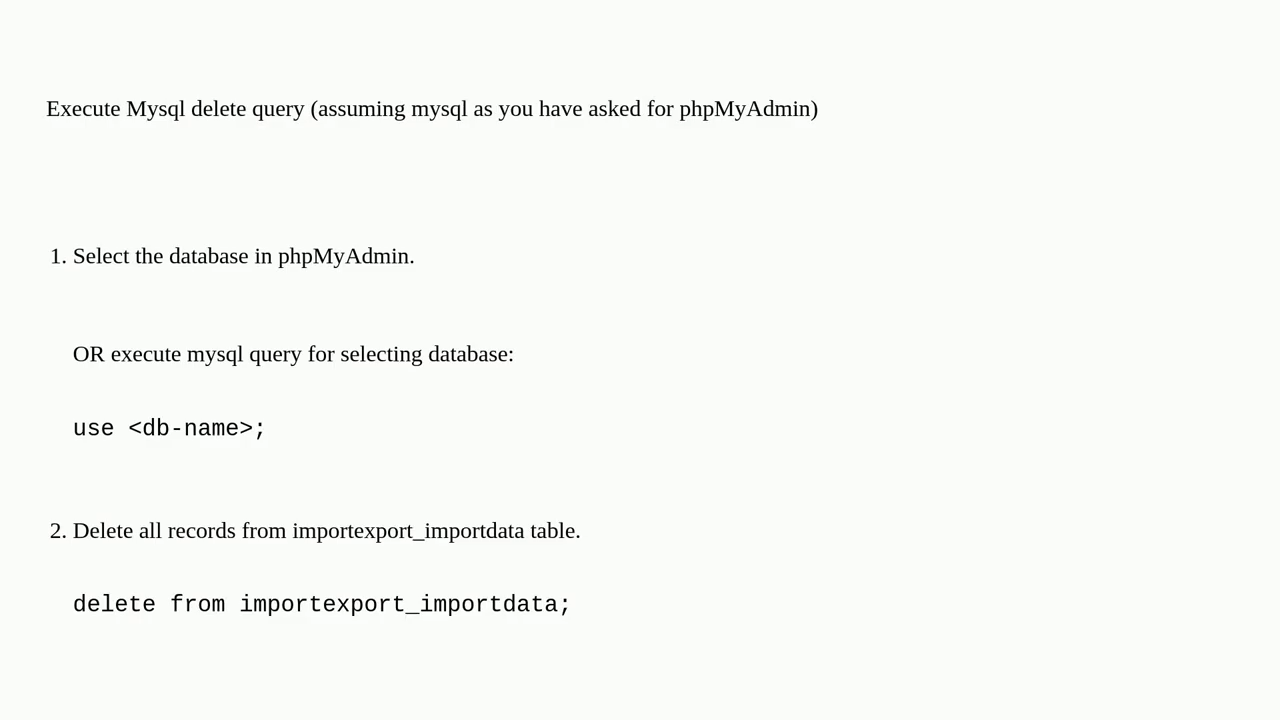 Execute Mysql delete query (assuming mysql as you have asked for phpMyAdmin)
1. Select the database in phpMyAdmin.
OR execute mysql query for selecting database:
use <db-name>;
2. Delete all records from importexport_importdata table.
delete from importexport_importdata;